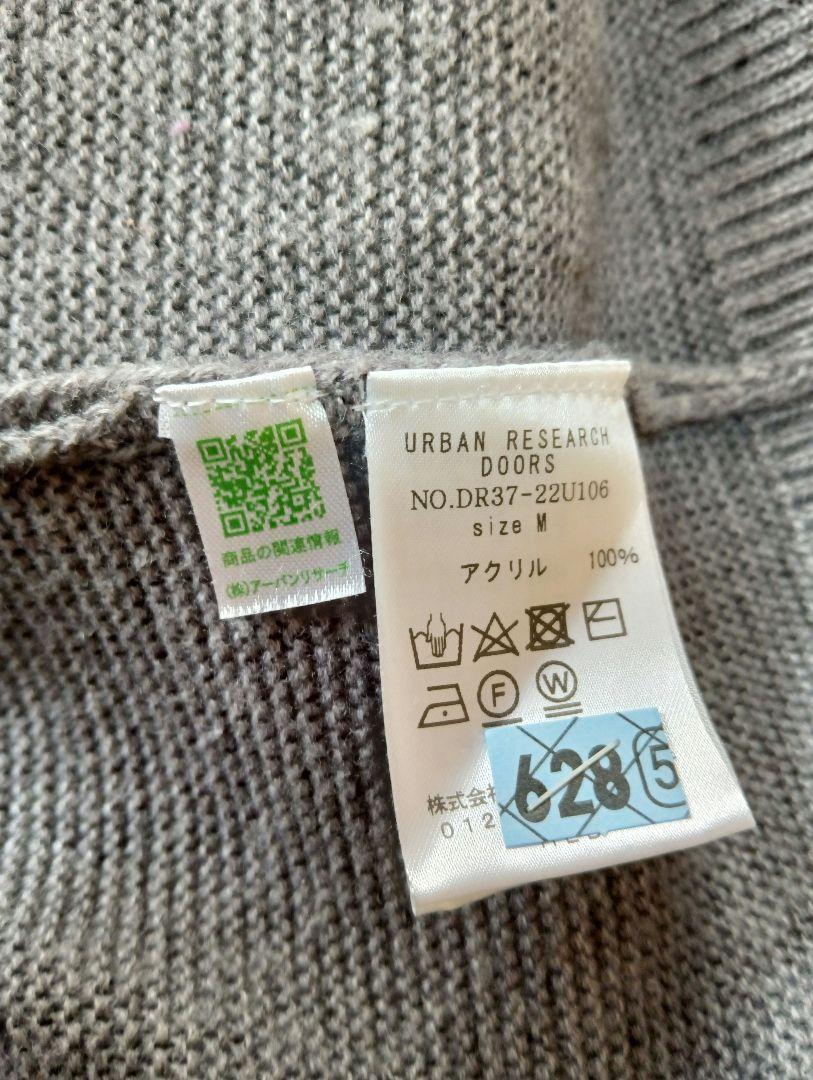 商品の関連情報
(株)アーバンリサーチ
URBAN RESEARCH
DOORS
NO.DR37-22U106
size M
アクリル 100%
F
W
628 5
株式会
012